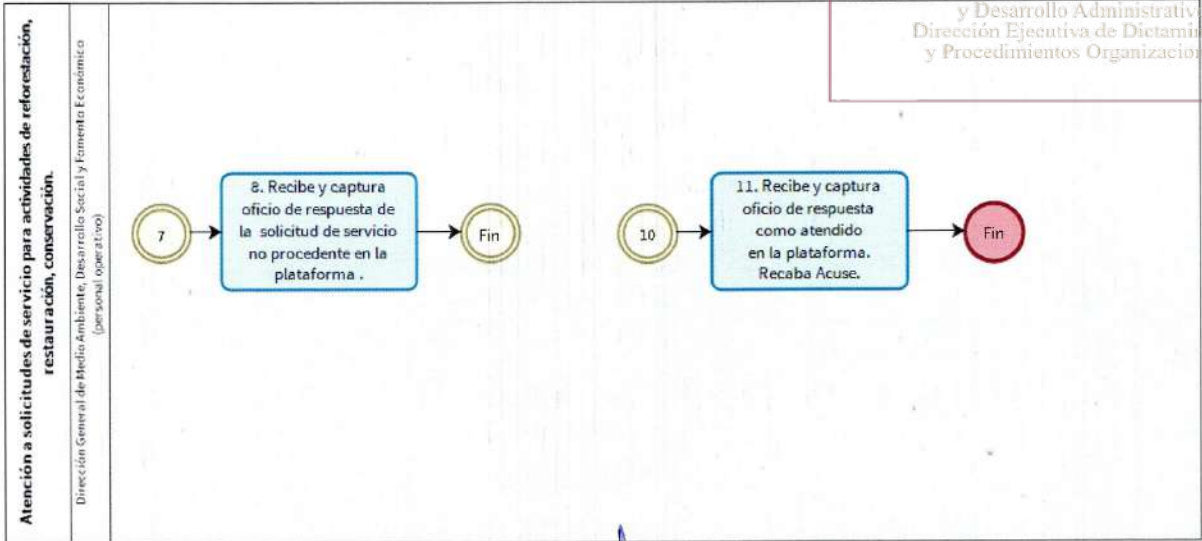 y Desarrollo Administrativ
Dirección Ejecutiva de Dictami
y Procedimientos Organizacion
Atención a solicitudes de servicio para actividades de reforestación,
restauración, conservación.
Dirección General de Medio Ambiente, Desarrollo Social y Fomento Económico
(personal operativo)
7
8. Recibe y captura
oficio de respuesta de
la solicitud de servicio
no procedente en la
plataforma .
Fin
10
11. Recibe y captura
oficio de respuesta
como atendido
en la plataforma.
Recaba Acuse.
Fin